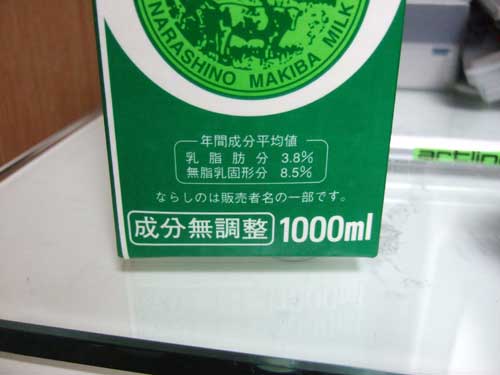 NARASHINO MAKIBA MILK
年間成分平均値
乳脂肪分 3.8%
無脂乳固形分 8.5%
ならしのは販売者名の一部です。
成分無調整 1000ml
artlin